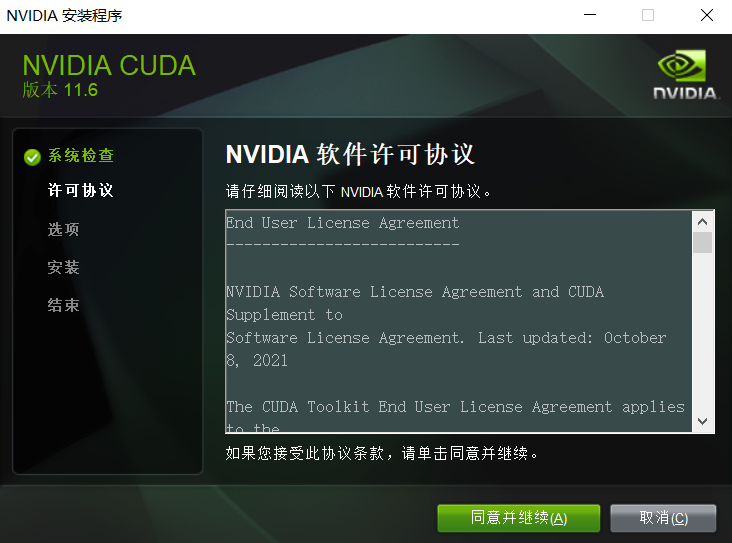 NVIDIA 安装程序
NVIDIA CUDA
版本 11.6
NVIDIA.
系统检查
许可协议
选项
安装
结束
NVIDIA 软件许可协议
请仔细阅读以下 NVIDIA 软件许可协议。
End User License Agreement
--------------------------
NVIDIA Software License Agreement and CUDA
Supplement to
Software License Agreement. Last updated: October
8, 2021
The CUDA Toolkit End User License Agreement applies
to the
如果您接受此协议条款，请单击同意并继续。
同意并继续(A)
取消(C)